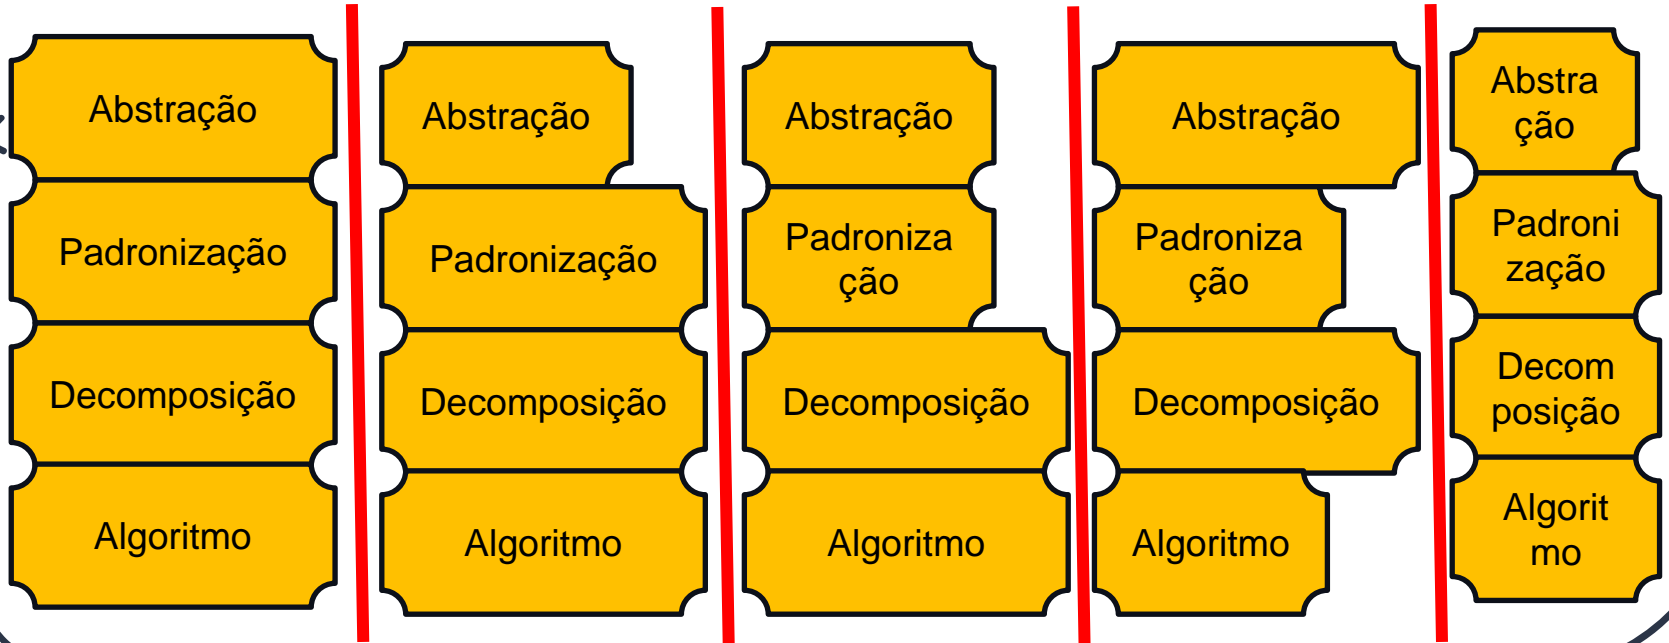 Abstração
Padronização
Decomposição
Algoritmo
Abstração
Padronização
Decomposição
Algoritmo
Abstração
Padroniza
ção
Decomposição
Algoritmo
Abstração
Padroniza
ção
Decomposição
Algoritmo
Abstra
ção
Padroni
zação
Decom
posição
Algorit
mo